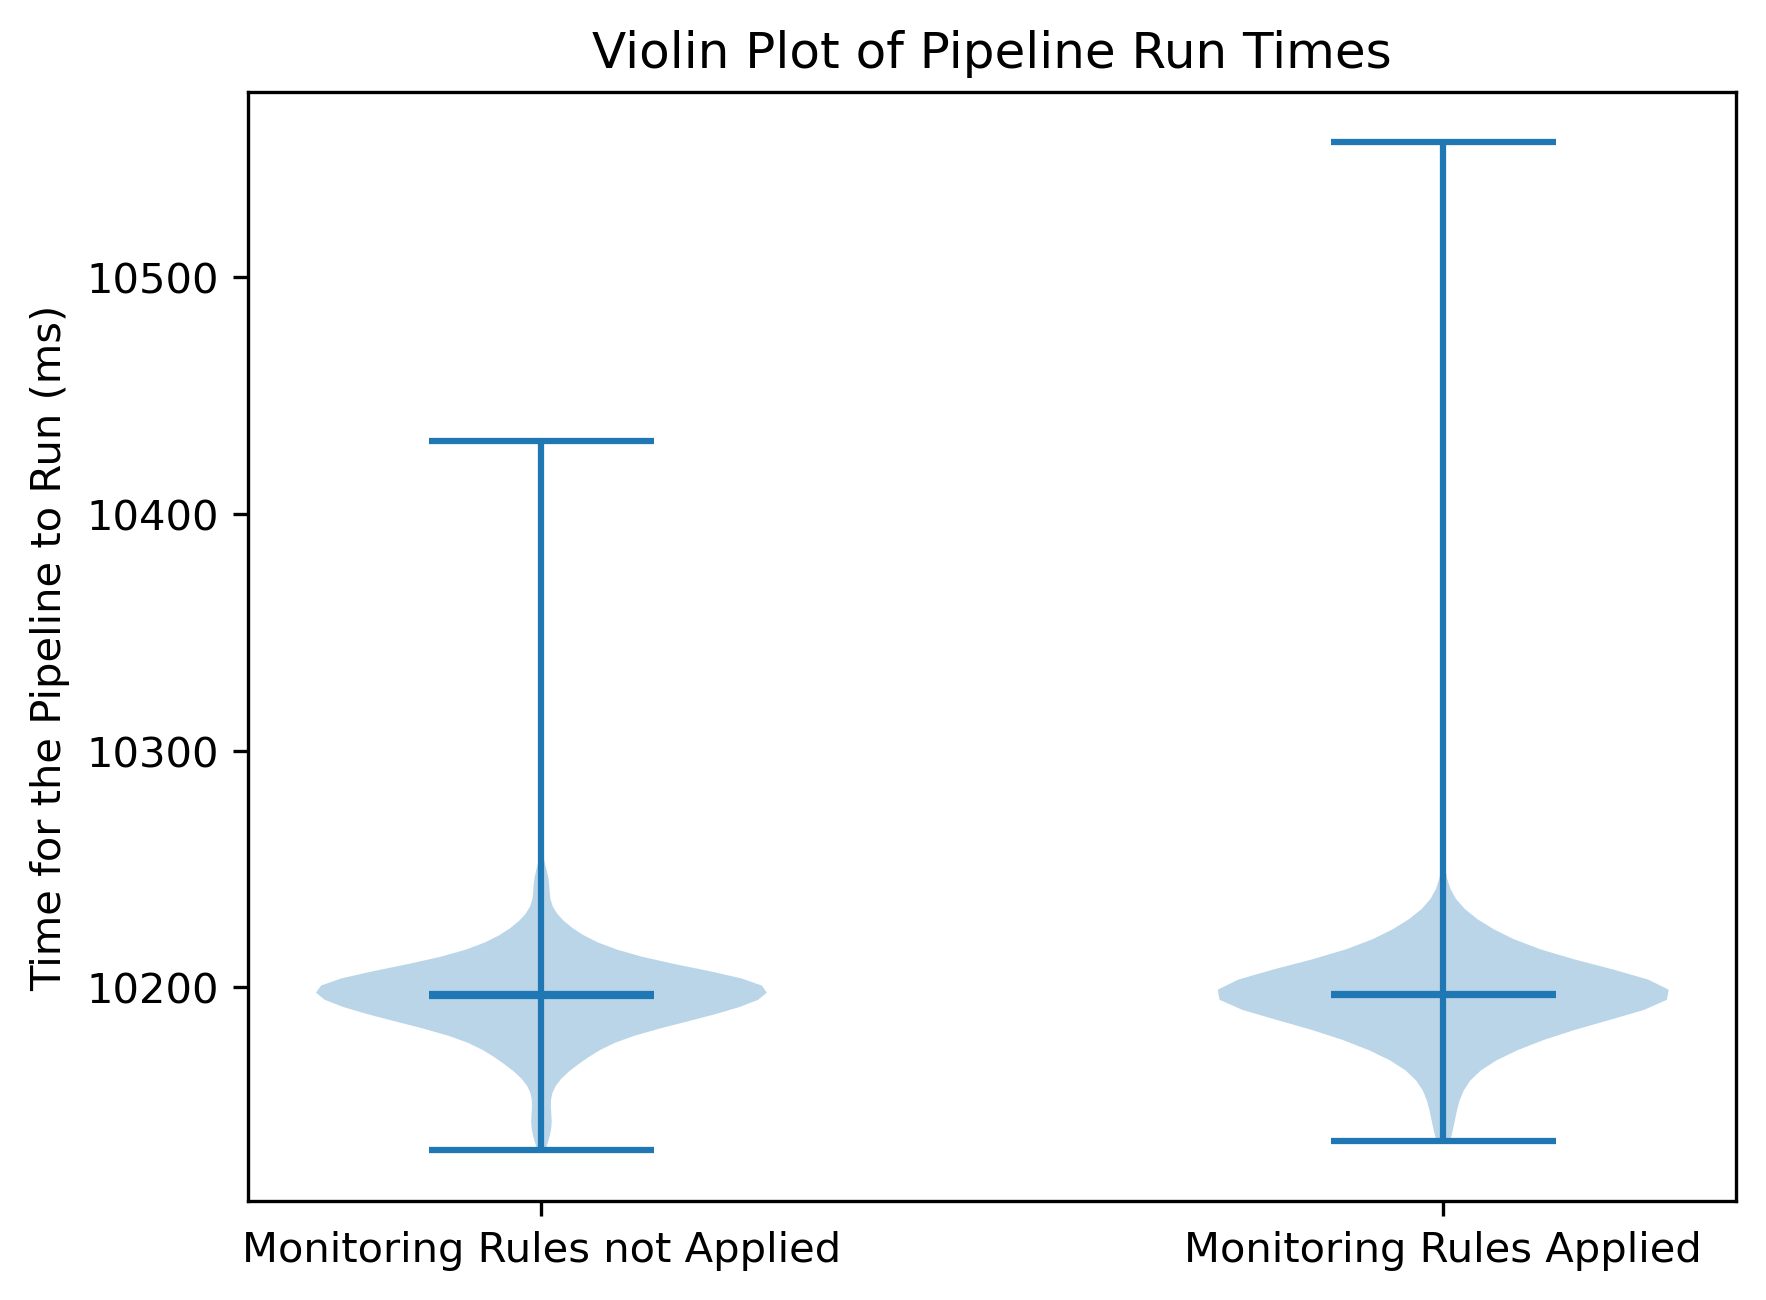 Violin Plot of Pipeline Run Times
Time for the Pipeline to Run (ms)
10500
10400
10300
10200
Monitoring Rules not Applied
Monitoring Rules Applied